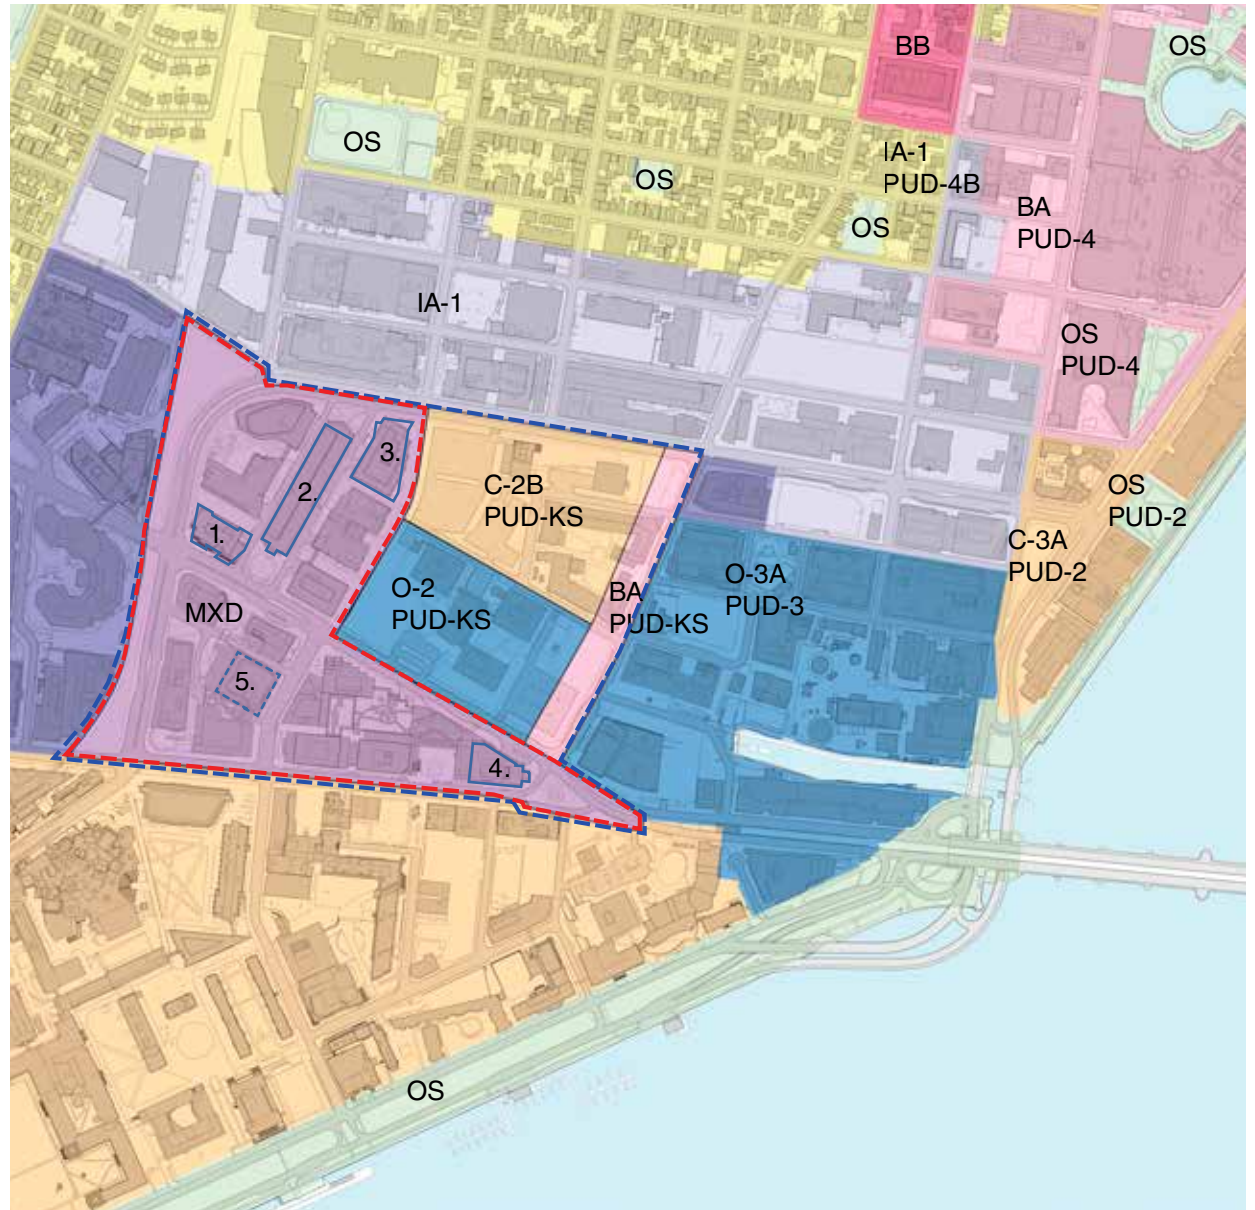 BB
OS
OS
IA-1
PUD-4B
OS
BA
PUD-4
OS
IA-1
OS
PUD-4
3.
C-2B
PUD-KS
2.
OS
PUD-2
1.
C-3A
PUD-2
O-3A
PUD-3
O-2
PUD-KS
BA
PUD-KS
MXD
5.
4.
OS